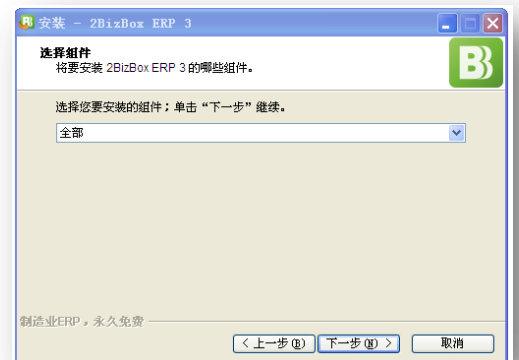 安装 - 2BizBox ERP 3
选择组件
将要安装 2BizBox ERP 3 的哪些组件。
选择您要安装的组件；单击“下一步”继续。
全部
制造业ERP，永久免费
< 上一步(B) 下一步(N) > 取消